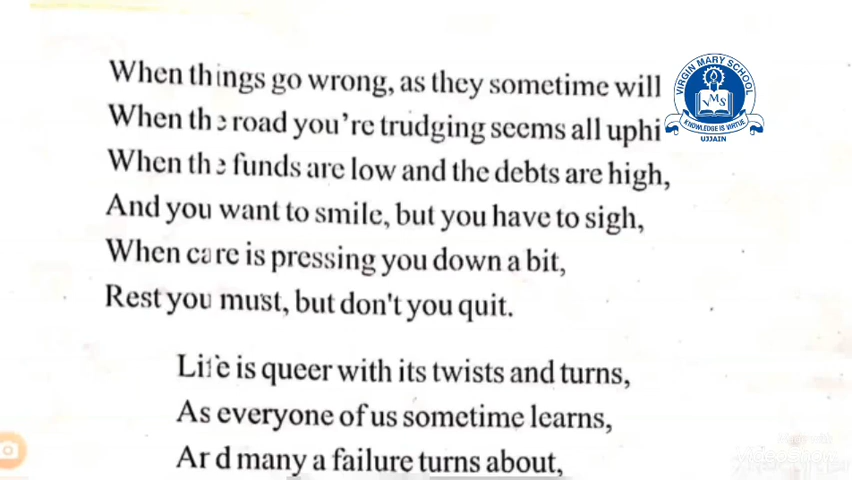 When things go wrong, as they sometime will
When the road you're trudging seems all uphi
When the funds are low and the debts are high,
And you want to smile, but you have to sigh,
When care is pressing you down a bit,
Rest you must, but don't you quit.
Life is queer with its twists and turns,
As everyone of us sometime learns,
And many a failure turns about,
VIRGIN MARY SCHOOL
VMS
KNOWLEDGE IS VIRTUE
UJJAIN
Made with